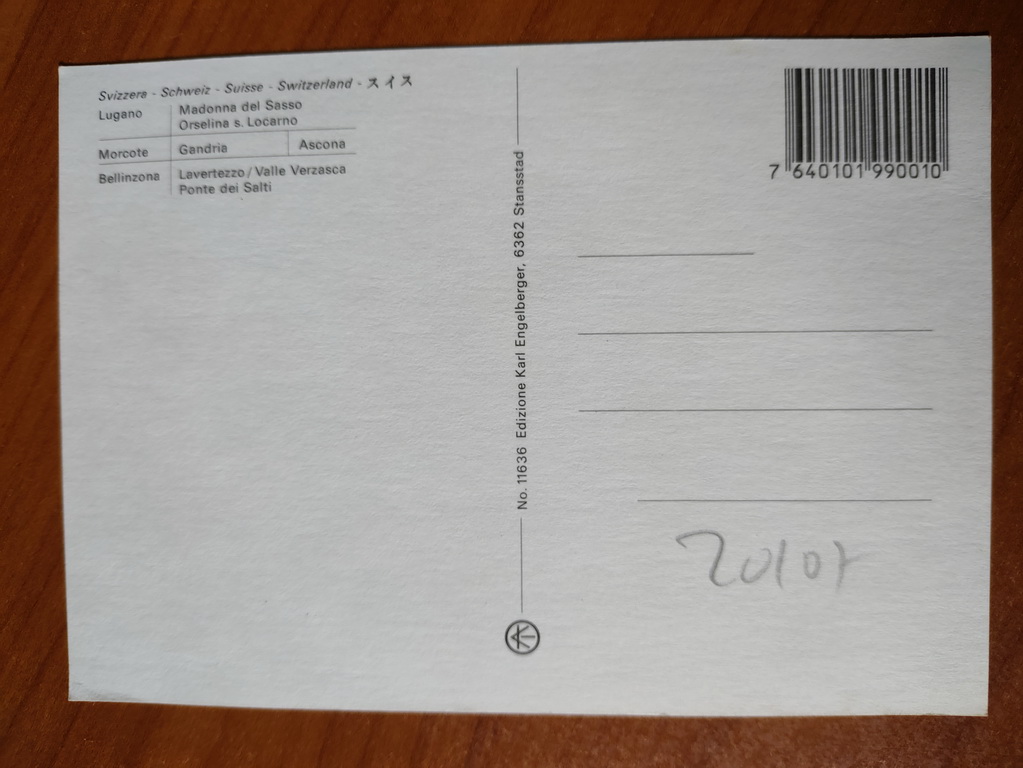 Svizzera - Schweiz - Suisse - Switzerland - スイス
Lugano
Madonna del Sasso
Orselina s. Locarno
Morcote
Gandria
Ascona
Bellinzona
Lavertezzo / Valle Verzasca
Ponte dei Salti
No. 11636 Edizione Karl Engelberger, 6362 Stansstad
7 640101 990010